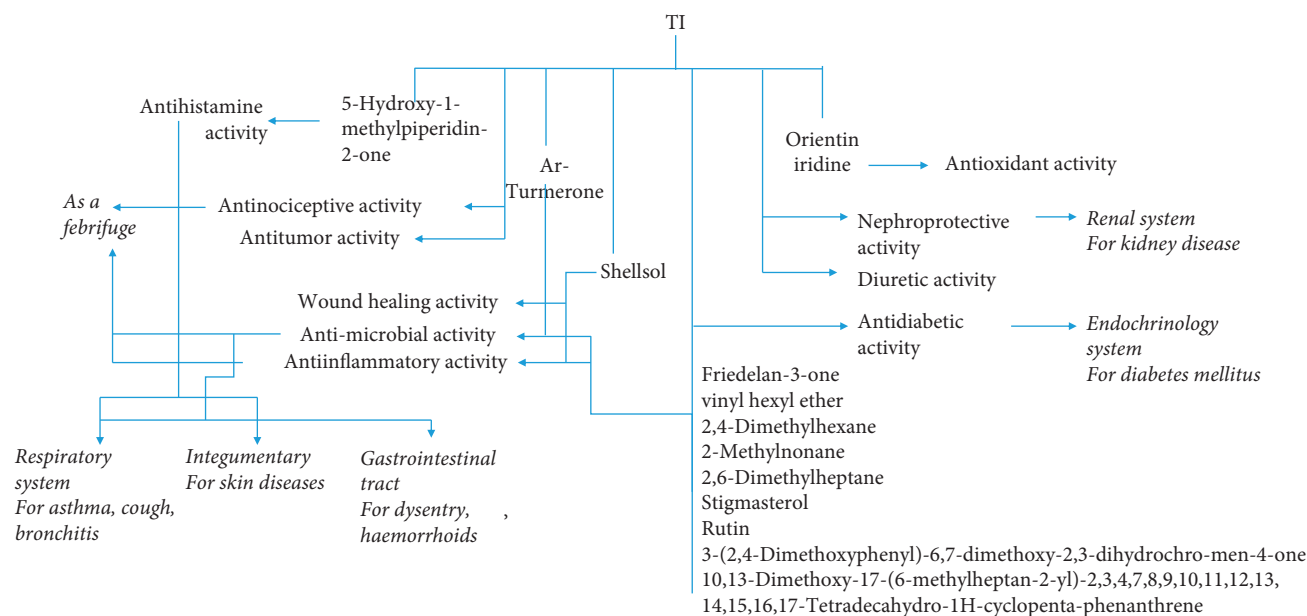 TI
Antihistamine
activity
5-Hydroxy-1-
methylpiperidin-
2-one
Orientin
iridine
Antioxidant activity
Ar-
Turmerone
As a
febrifuge
Antinociceptive activity
Antitumor activity
Nephroprotective
activity
Renal system
For kidney disease
Shellsol
Diuretic activity
Wound healing activity
Anti-microbial activity
Antiinflammatory activity
Antidiabetic
activity
Endocrinology
system
For diabetes mellitus
Friedelan-3-one
vinyl hexyl ether
2,4-Dimethylhexane
2-Methylnonane
2,6-Dimethylheptane
Stigmasterol
Rutin
3-(2,4-Dimethoxyphenyl)-6,7-dimethoxy-2,3-dihydrochro-men-4-one
10,13-Dimethoxy-17-(6-methylheptan-2-yl)-2,3,4,7,8,9,10,11,12,13,
14,15,16,17-Tetradecahydro-1H-cyclopenta-phenanthrene
Respiratory
system
For asthma, cough,
bronchitis
Integumentary
For skin diseases
Gastrointestinal
tract
For dysentry, ,
haemorrhoids